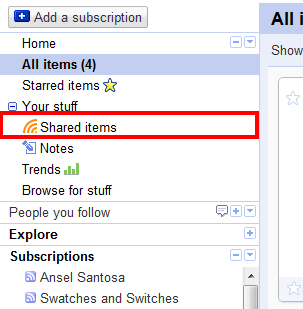 Add a subscription
All i
Home
All items (4)
Show
Starred items
Your stuff
Shared items
Notes
Trends
Browse for stuff
People you follow
Explore
Subscriptions
Ansel Santosa
Swatches and Switches